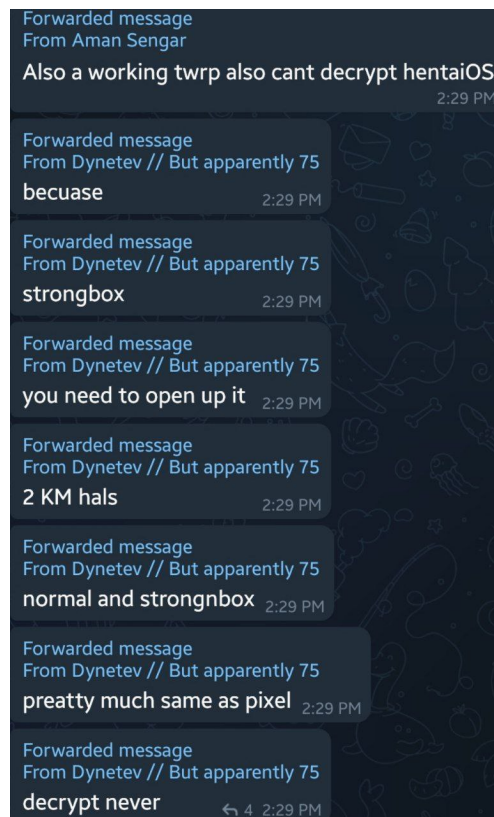 Forwarded message
From Aman Sengar
Also a working twrp also cant decrypt hentaiOS
2:29 PM
Forwarded message
From Dynetev // But apparently 75
becuase 2:29 PM
Forwarded message
From Dynetev // But apparently 75
strongbox 2:29 PM
Forwarded message
From Dynetev // But apparently 75
you need to open up it 2:29 PM
Forwarded message
From Dynetev // But apparently 75
2 KM hals 2:29 PM
Forwarded message
From Dynetev // But apparently 75
normal and strongnbox 2:29 PM
Forwarded message
From Dynetev // But apparently 75
preatty much same as pixel 2:29 PM
Forwarded message
From Dynetev // But apparently 75
decrypt never 4 2:29 PM